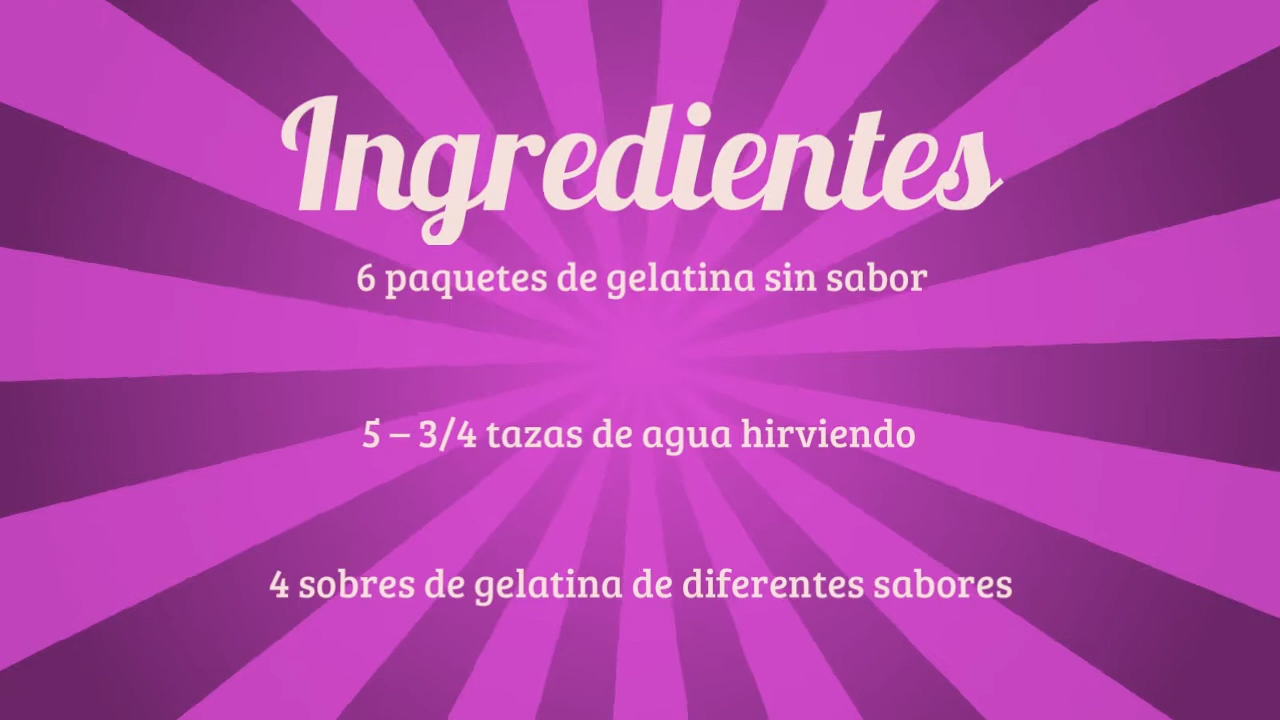 Ingredientes
6 paquetes de gelatina sin sabor
5 – 3/4 tazas de agua hirviendo
4 sobres de gelatina de diferentes sabores